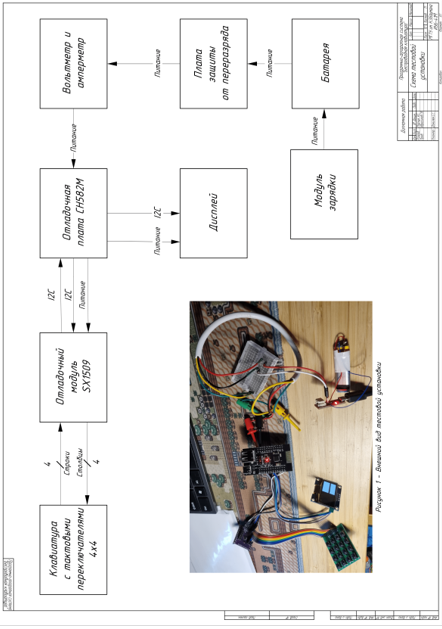 Клавиатура
с тактовыми
переключателями
4x4
Строки
4
Столбцы
4
Отладочный
модуль
SX1509
I2C
I2C
Питание
Отладочная
плата CH582M
Питание
Вольтметр и
амперметр
Питание
Плата
защиты
от переразряда
Питание
Батарея
Питание
Модуль
зарядки
I2C
Питание
Дисплей
Рисунок 1 - Внешний вид тестовой установки
Схема тестовой
установки